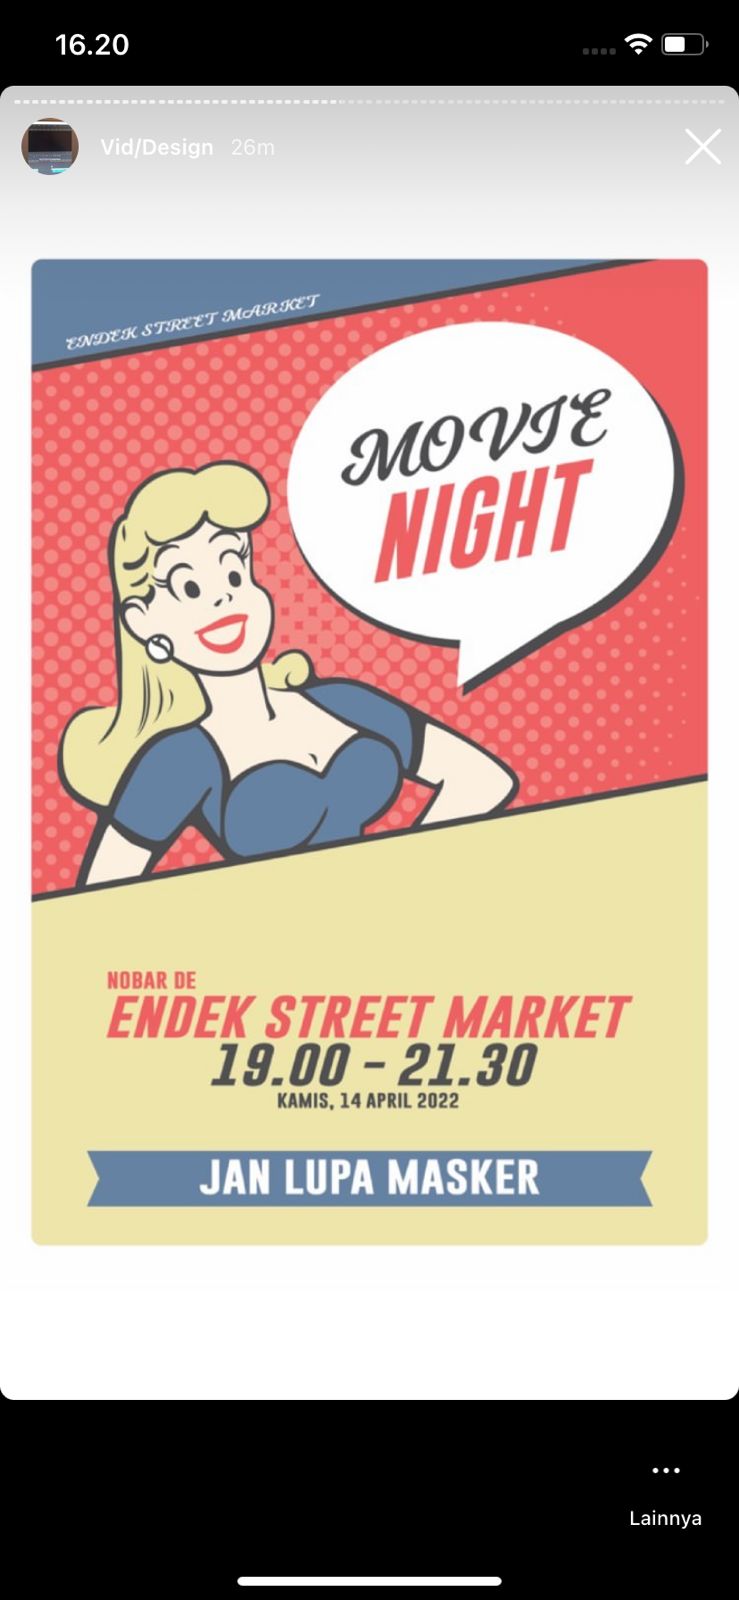 16.20
Vid/Design 26m
ENDEK STREET MARKET
MOVIE
NIGHT
NOBAR DE
ENDEK STREET MARKET
19.00 - 21.30
KAMIS, 14 APRIL 2022
JAN LUPA MASKER
Lainnya